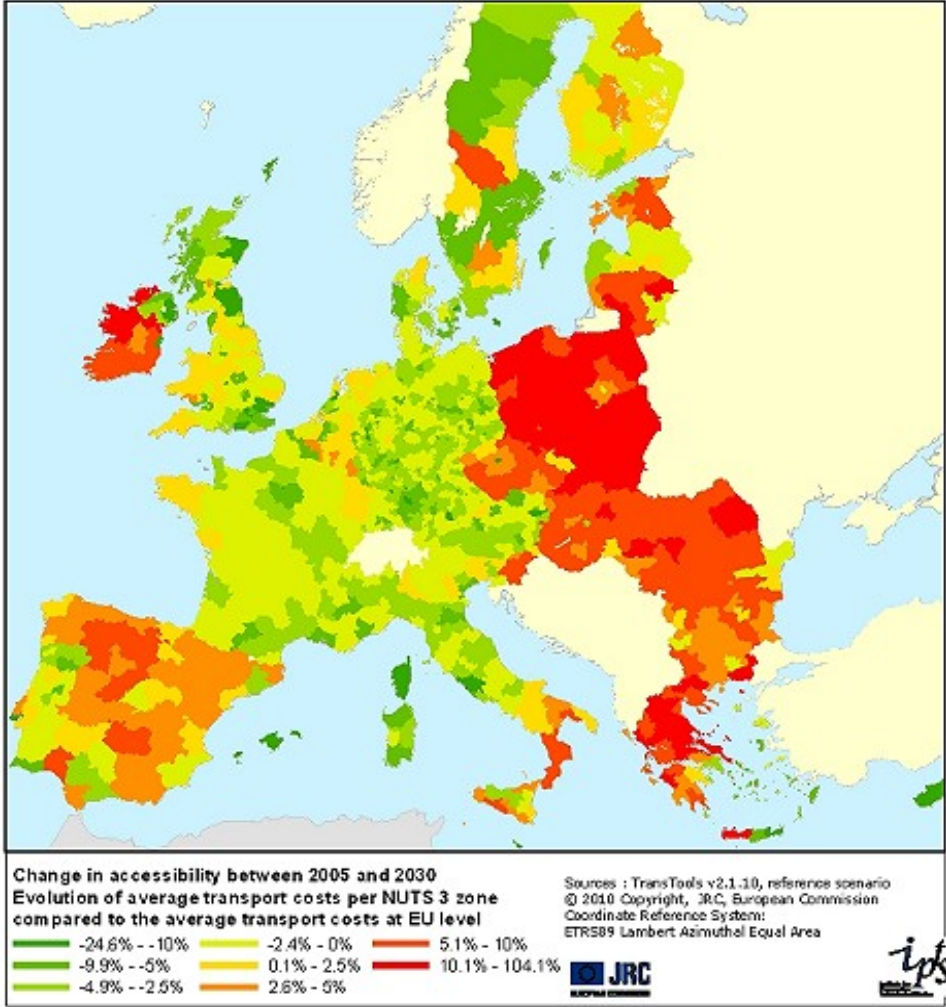 Change in accessibility between 2005 and 2030
Evolution of average transport costs per NUTS 3 zone
compared to the average transport costs at EU level
-24.6% - -10%
-9.9% - -5%
-4.9% - -2.5%
-2.4% - 0%
0.1% - 2.5%
2.6% - 5%
5.1% - 10%
10.1% - 104.1%
Sources : TransTools v2.1.10, reference scenario
© 2010 Copyright, JRC, European Commission
Coordinate Reference System:
ETRS89 Lambert Azimuthal Equal Area
JRC
EUROPEAN COMMISSION